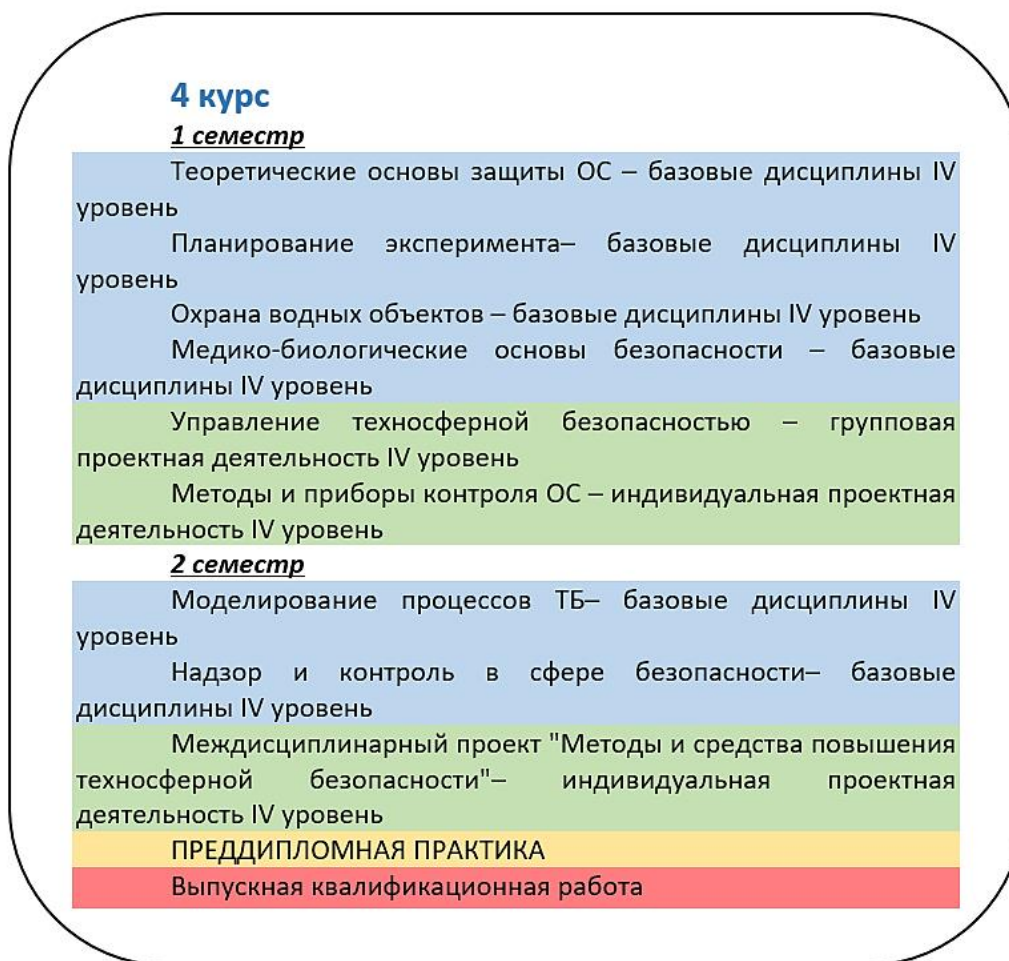 4 курс
1 семестр
Теоретические основы защиты ОС – базовые дисциплины IV
уровень
Планирование эксперимента– базовые дисциплины IV
уровень
Охрана водных объектов – базовые дисциплины IV уровень
Медико-биологические основы безопасности – базовые
дисциплины IV уровень
Управление техносферной безопасностью – групповая
проектная деятельность IV уровень
Методы и приборы контроля ОС – индивидуальная проектная
деятельность IV уровень
2 семестр
Моделирование процессов ТБ– базовые дисциплины IV
уровень
Надзор и контроль в сфере безопасности– базовые
дисциплины IV уровень
Междисциплинарный проект "Методы и средства повышения
техносферной безопасности"– индивидуальная проектная
деятельность IV уровень
ПРЕДДИПЛОМНАЯ ПРАКТИКА
Выпускная квалификационная работа